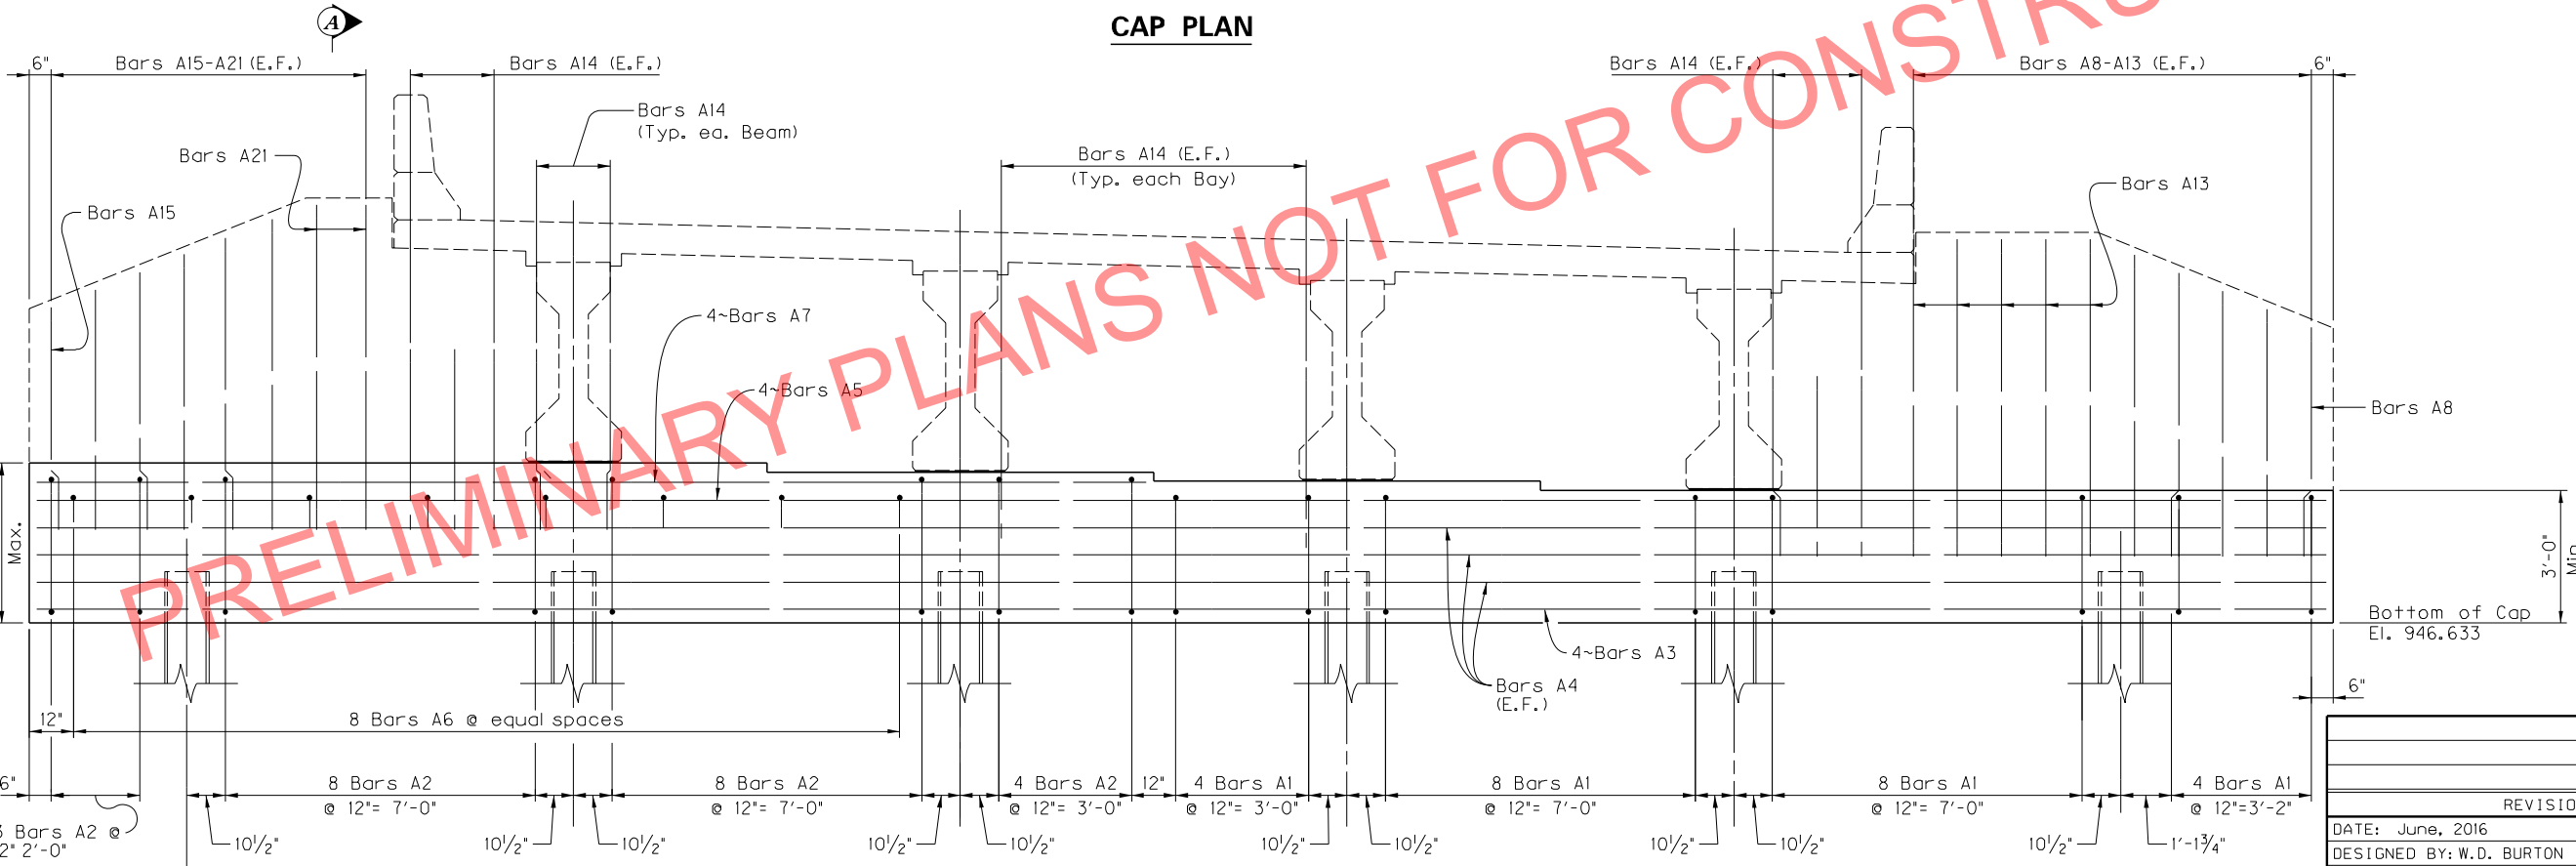 CAP PLAN
A
6"
Bars A15-A21 (E.F.)
Bars A14 (E.F.)
Bars A14 (E.F.)
Bars A8-A13 (E.F.)
6"
Bars A14
(Typ. ea. Beam)
Bars A21
Bars A14 (E.F.)
(Typ. each Bay)
Bars A13
Bars A15
4~Bars A7
4~Bars A5
Bars A8
PRELIMINARY PLANS NOT FOR CONSTRU
Max.
3'-0"
Min
Bottom of Cap
El. 946.633
4~Bars A3
Bars A4
(E.F.)
6"
12"
8 Bars A6 @ equal spaces
6"
8 Bars A2
@ 12"= 7'-0"
8 Bars A2
@ 12"= 7'-0"
4 Bars A2
@ 12"= 3'-0"
12"
4 Bars A1
@ 12"= 3'-0"
8 Bars A1
@ 12"= 7'-0"
8 Bars A1
@ 12"= 7'-0"
4 Bars A1
@ 12"=3'-2"
3 Bars A2 @
2" 2'-0"
10½"
10½"
10½"
10½"
10½"
10½"
10½"
10½"
10½"
10½"
1'-1¾"
REVISIO
DATE: June, 2016
DESIGNED BY: W.D. BURTON